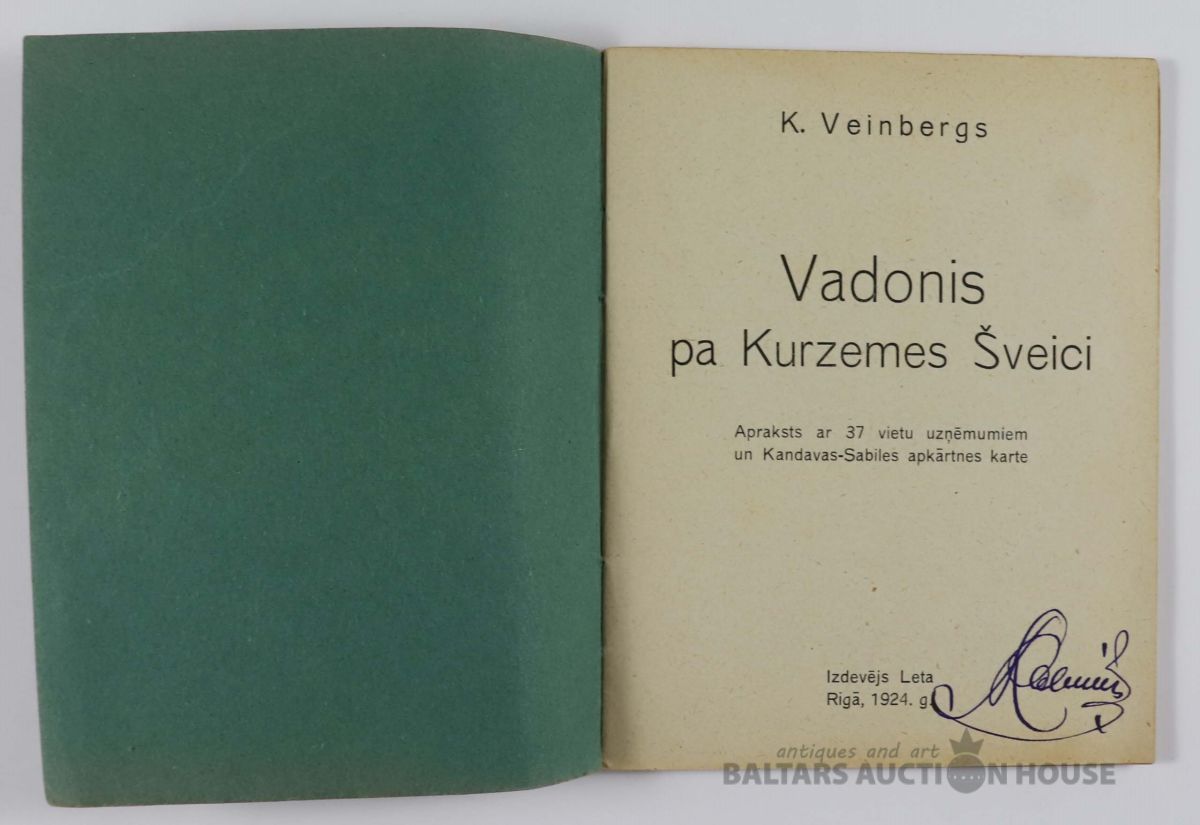 K. Veinbergs
Vadonis
pa Kurzemes Šveici
Apraksts ar 37 vietu uzņēmumiem
un Kandavas-Sabiles apkārtnes karte
Izdevējs Leta
Rigā, 1924. g.
antiques and art
BALTARS AUCTION HOUSE